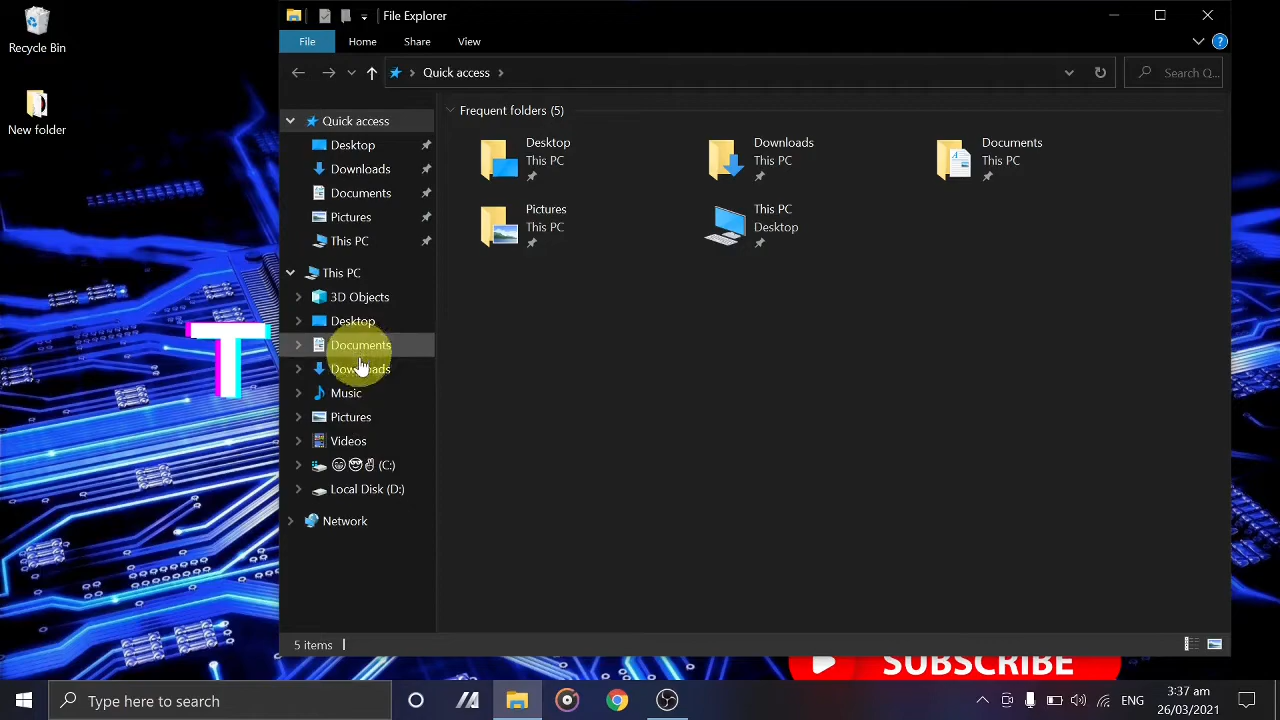 Recycle Bin
New folder
File Explorer
File
Home
Share
View
Quick access
Search Q...
Quick access
Desktop
Downloads
Documents
Pictures
This PC
This PC
3D Objects
Desktop
Documents
Downloads
Music
Pictures
Videos
😀😎✌ (C:)
Local Disk (D:)
Network
Frequent folders (5)
Desktop
This PC
Downloads
This PC
Documents
This PC
Pictures
This PC
This PC
Desktop
5 items
T
SUBSCRIBE
Type here to search
ENG
3:37 am
26/03/2021